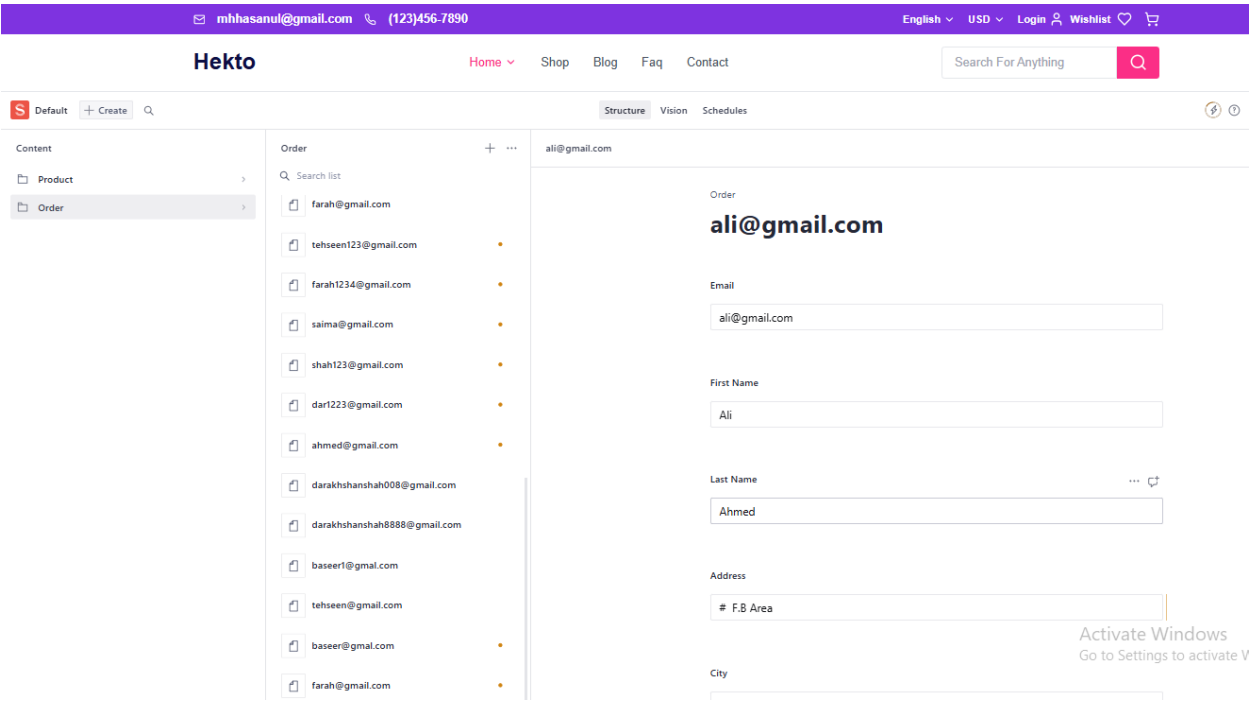 mhhasanul@gmail.com (123)456-7890 English USD Login Wishlist
Hekto Home Shop Blog Faq Contact Search For Anything
S Default + Create Structure Vision Schedules
Content
Product
Order
Order
Search list
farah@gmail.com
tehseen123@gmail.com
farah1234@gmail.com
saima@gmail.com
shah123@gmail.com
dar1223@gmail.com
ahmed@gmail.com
darakhshanshah008@gmail.com
darakhshanshah8888@gmail.com
baseer1@gmal.com
tehseen@gmail.com
baseer@gmal.com
farah@gmail.com
ali@gmail.com
Order
ali@gmail.com
Email
ali@gmail.com
First Name
Ali
Last Name
Ahmed
Address
# F.B Area
City
Activate Windows
Go to Settings to activate W